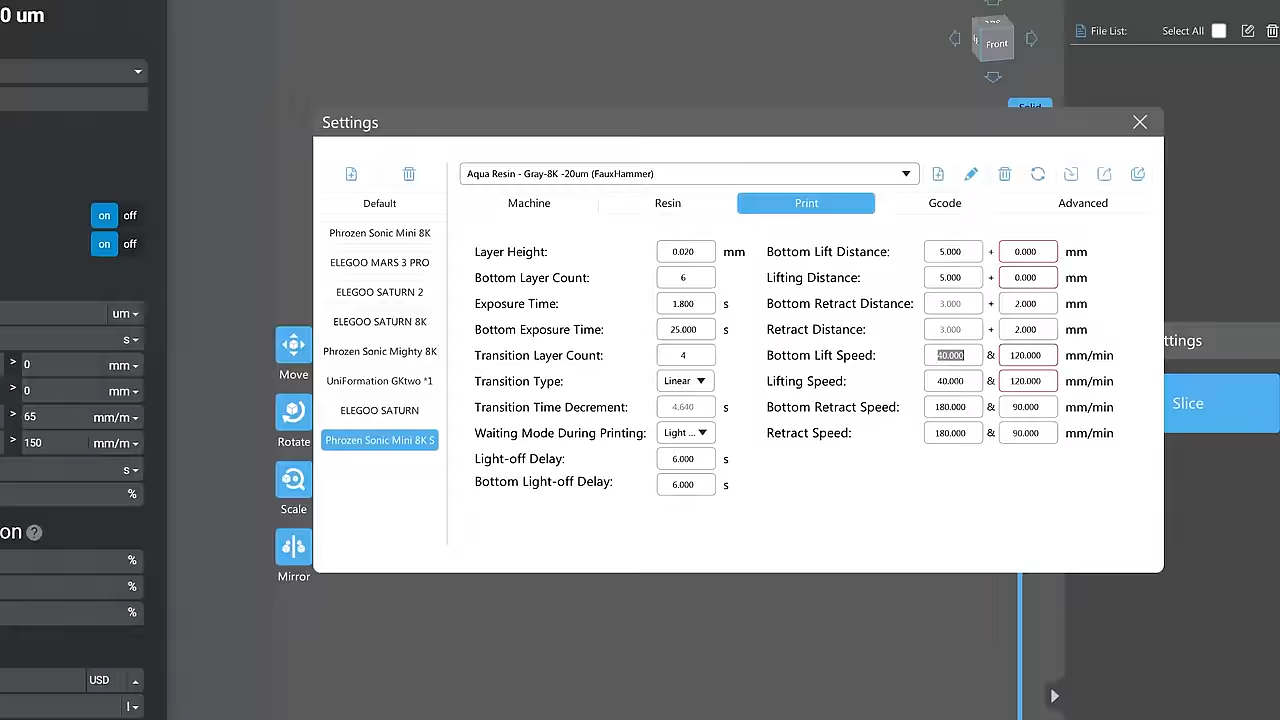 0 um
on off
on off
um
s
> 0 mm
> 0 mm
> 65 mm/m
> 150 mm/m
s
%
on ?
%
%
%
USD
Move
Rotate
Scale
Mirror
Front
File List: Select All
ttings
Slice
Settings
Default
Phrozen Sonic Mini 8K
ELEGOO MARS 3 PRO
ELEGOO SATURN 2
ELEGOO SATURN 8K
Phrozen Sonic Mighty 8K
UniFormation GKtwo *1
ELEGOO SATURN
Phrozen Sonic Mini 8K S
Aqua Resin - Gray-8K -20um (FauxHammer)
Machine Resin Print Gcode Advanced
Layer Height: 0.020 mm
Bottom Layer Count: 6
Exposure Time: 1.800 s
Bottom Exposure Time: 25.000 s
Transition Layer Count: 4
Transition Type: Linear
Transition Time Decrement: 4.640 s
Waiting Mode During Printing: Light ...
Light-off Delay: 6.000 s
Bottom Light-off Delay: 6.000 s
Bottom Lift Distance: 5.000 + 0.000 mm
Lifting Distance: 5.000 + 0.000 mm
Bottom Retract Distance: 3.000 + 2.000 mm
Retract Distance: 3.000 + 2.000 mm
Bottom Lift Speed: 40.000 & 120.000 mm/min
Lifting Speed: 40.000 & 120.000 mm/min
Bottom Retract Speed: 180.000 & 90.000 mm/min
Retract Speed: 180.000 & 90.000 mm/min